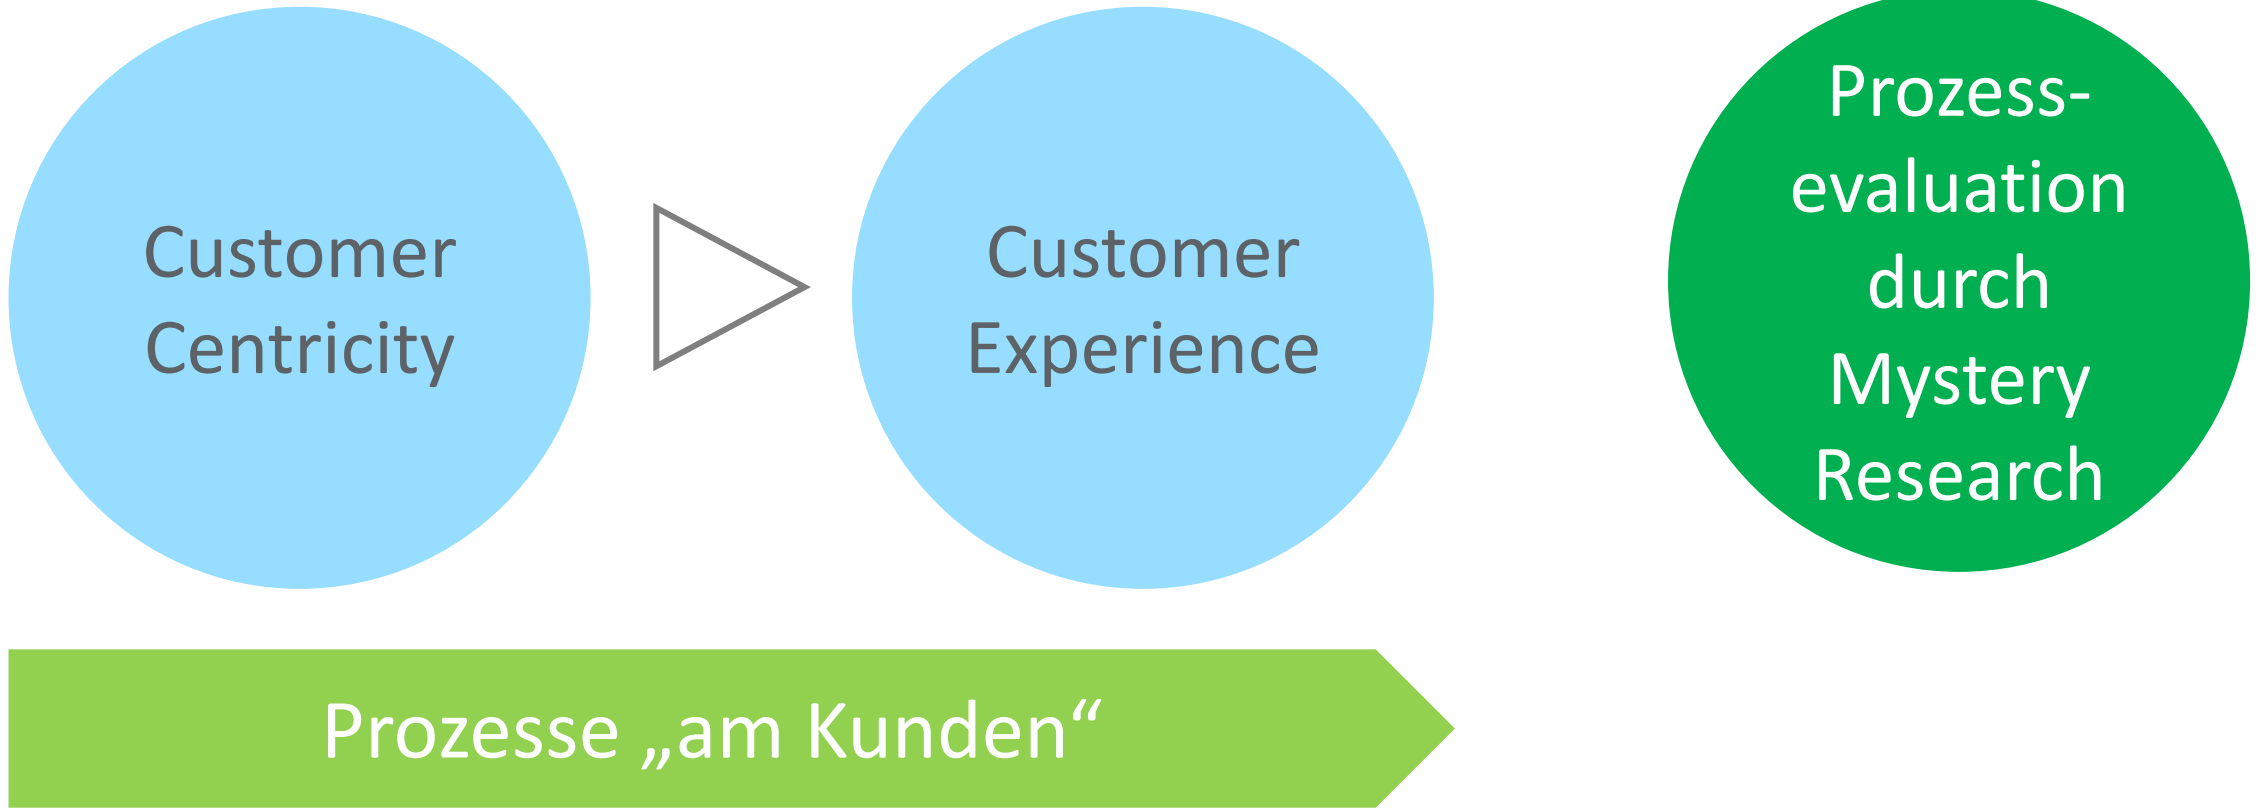 Customer
Centricity
Customer
Experience
Prozess-
evaluation
durch
Mystery
Research
Prozesse „am Kunden“